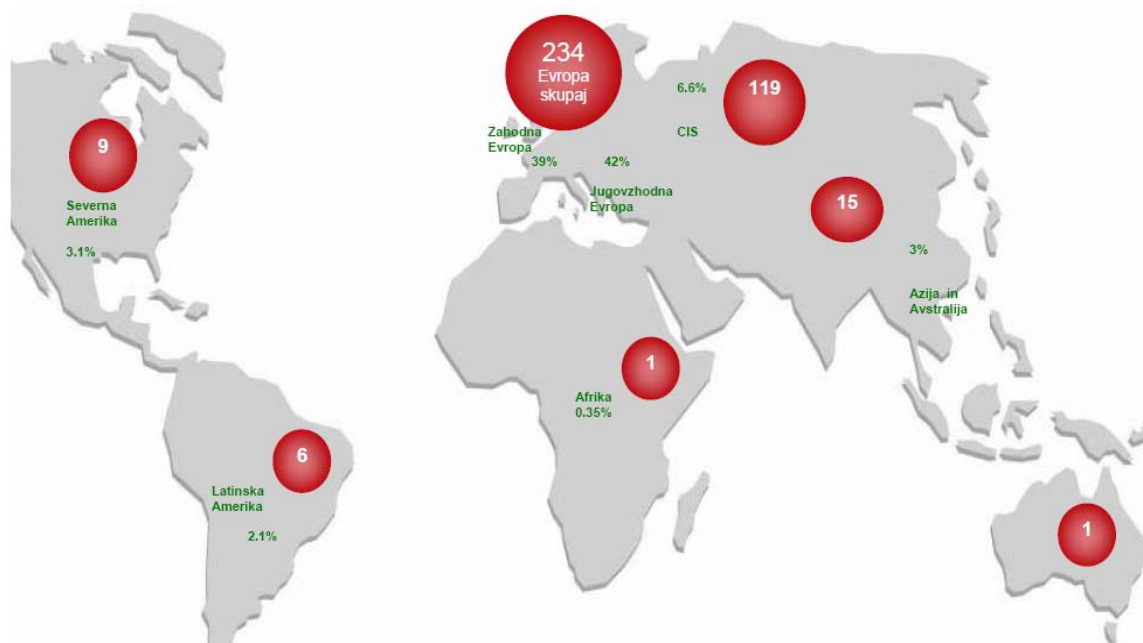 234
Evropa
skupaj
6.6%
119
CIS
Zahodna
Evropa
39%
42%
Jugovzhodna
Evropa
9
Severna
Amerika
3.1%
15
3%
Azija in
Avstralija
1
Afrika
0.35%
6
Latinska
Amerika
2.1%
1